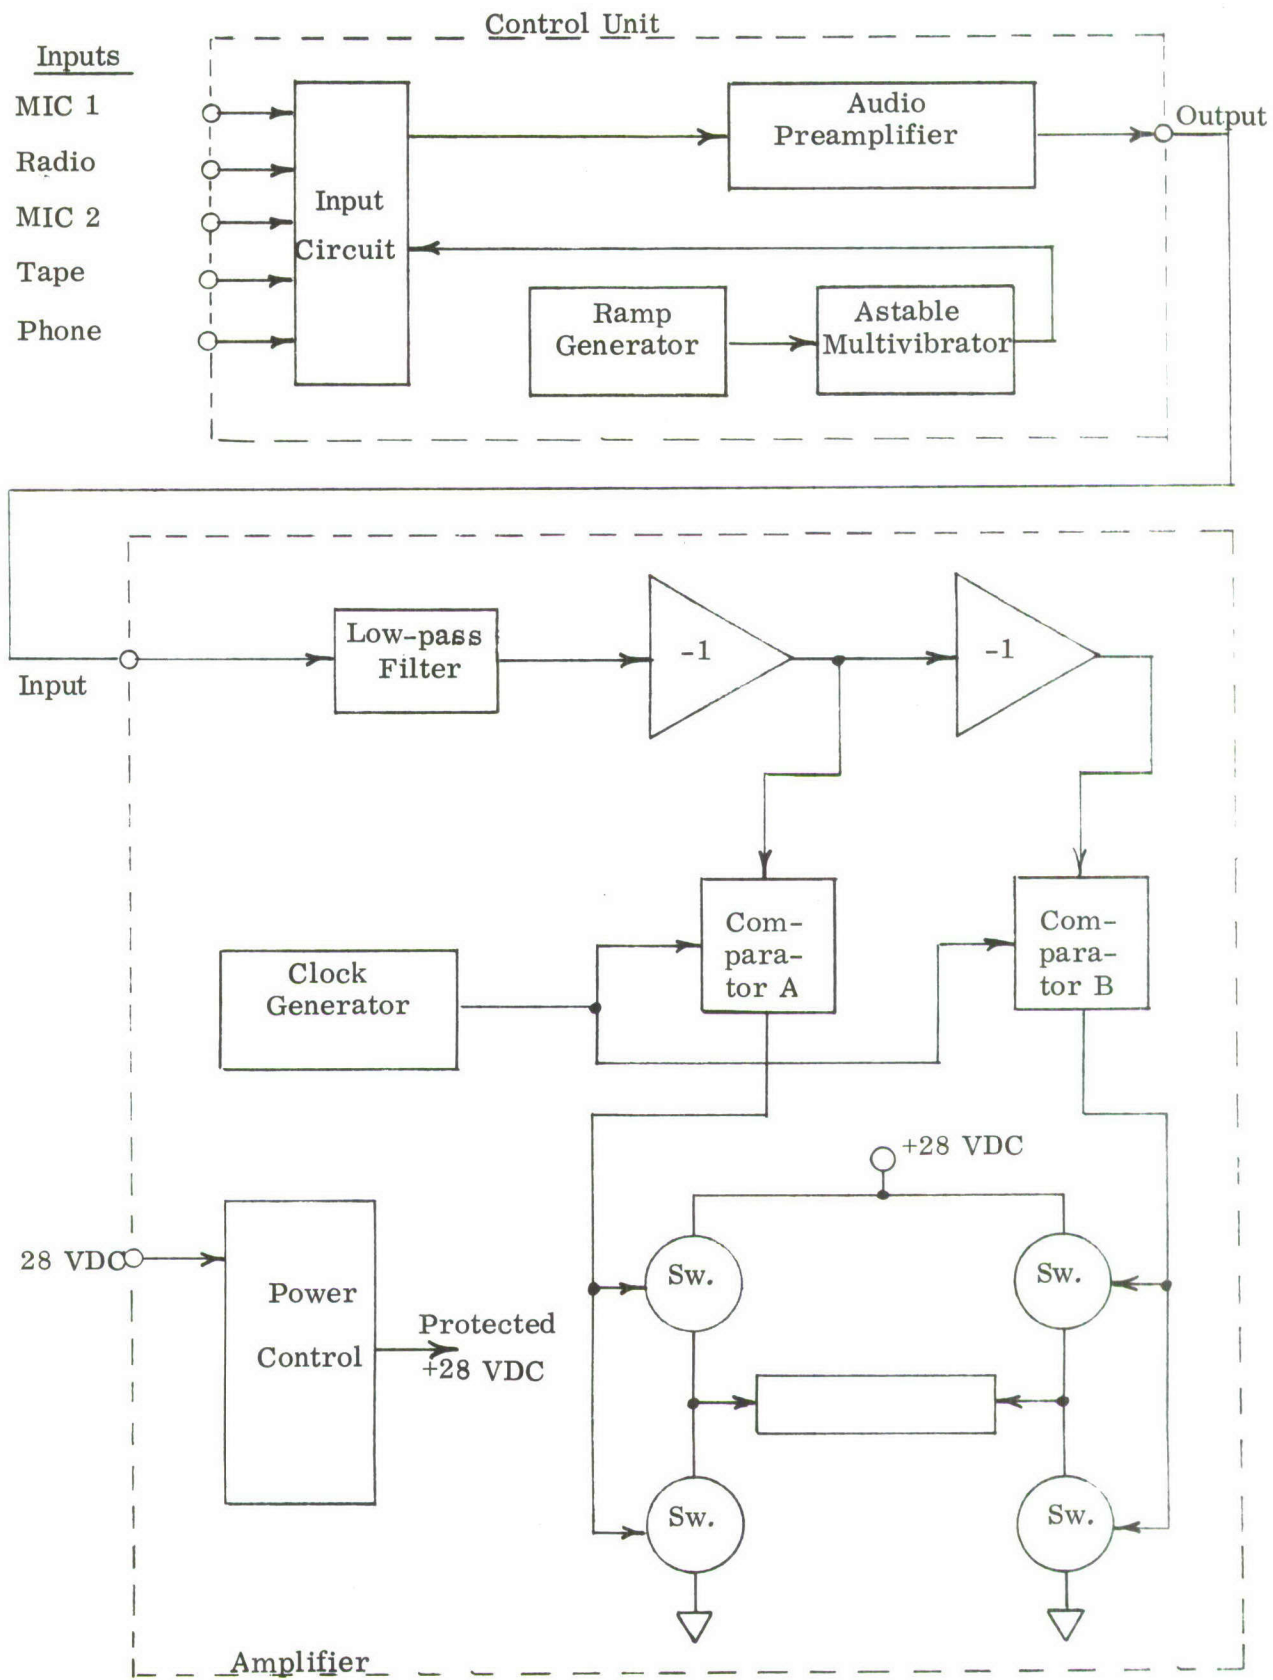 Control Unit
Inputs
MIC 1
Radio
MIC 2
Tape
Phone
Input
Circuit
Audio
Preamplifier
Output
Ramp
Generator
Astable
Multivibrator
Input
Low-pass
Filter
-1
-1
Com-
para-
tor A
Com-
para-
tor B
Clock
Generator
+28 VDC
28 VDC
Power
Control
Protected
+28 VDC
Sw.
Sw.
Sw.
Sw.
Amplifier